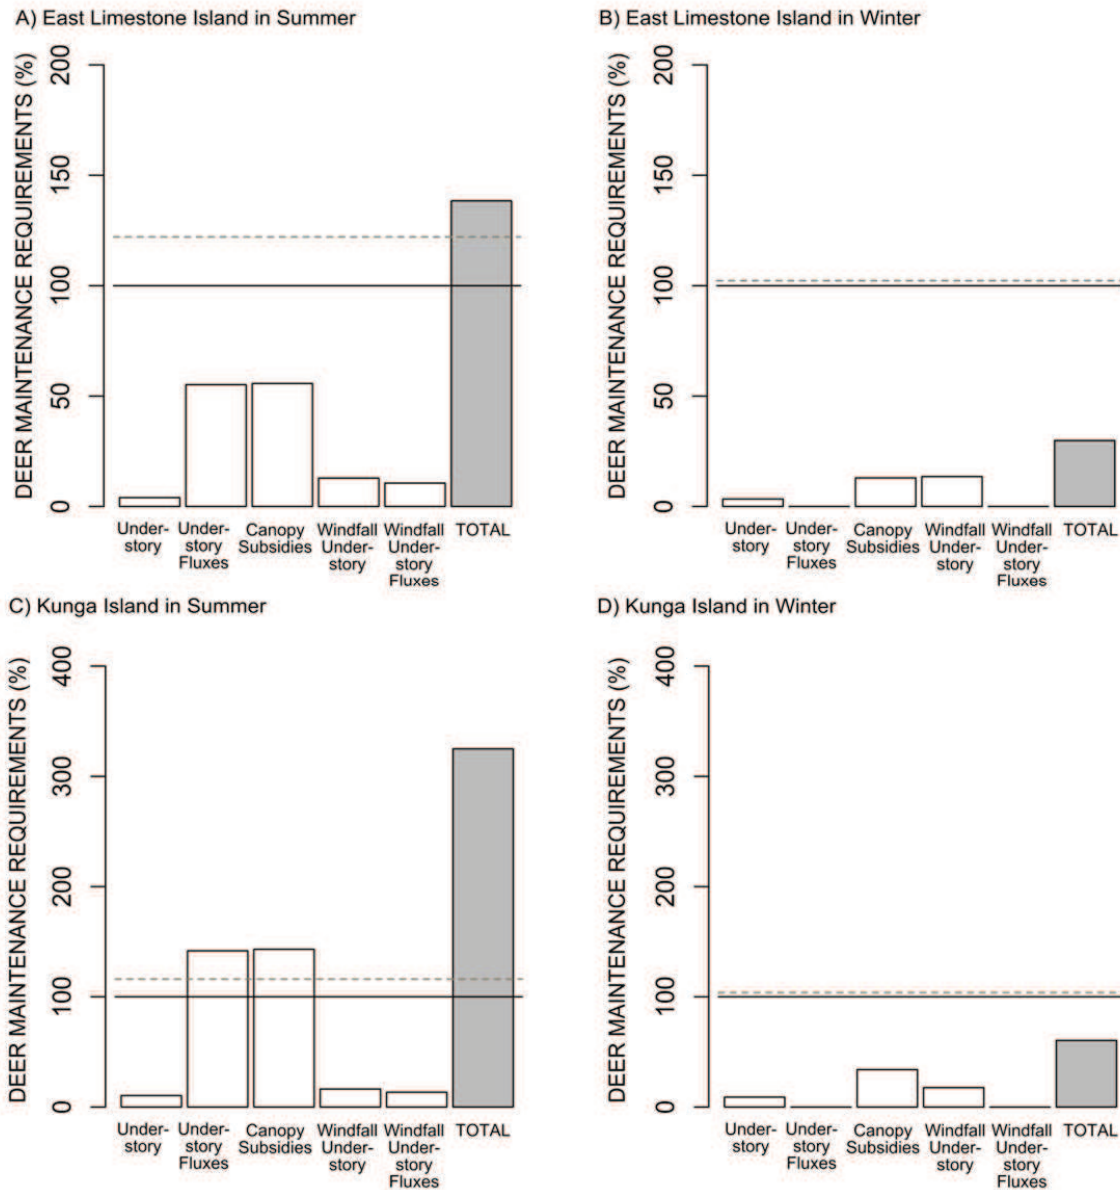 A) East Limestone Island in Summer
DEER MAINTENANCE REQUIREMENTS (%)
200
150
100
50
0
Under-
story
Under-
story
Fluxes
Canopy
Subsidies
Windfall
Under-
story
Windfall
Under-
story
Fluxes
TOTAL
B) East Limestone Island in Winter
DEER MAINTENANCE REQUIREMENTS (%)
200
150
100
50
0
Under-
story
Under-
story
Fluxes
Canopy
Subsidies
Windfall
Under-
story
Windfall
Under-
story
Fluxes
TOTAL
C) Kunga Island in Summer
DEER MAINTENANCE REQUIREMENTS (%)
400
300
200
100
0
Under-
story
Under-
story
Fluxes
Canopy
Subsidies
Windfall
Under-
story
Windfall
Under-
story
Fluxes
TOTAL
D) Kunga Island in Winter
DEER MAINTENANCE REQUIREMENTS (%)
400
300
200
100
0
Under-
story
Under-
story
Fluxes
Canopy
Subsidies
Windfall
Under-
story
Windfall
Under-
story
Fluxes
TOTAL